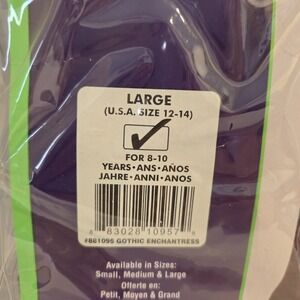 LARGE
(U.S.A. SIZE 12-14)
FOR 8-10
YEARS•ANS•AÑOS
JAHRE•ANNI•ANOS
8 83028 10957 6
#881095 GOTHIC ENCHANTRESS
Available in Sizes:
Small, Medium & Large
Offerte en:
Petit, Moyen & Grand